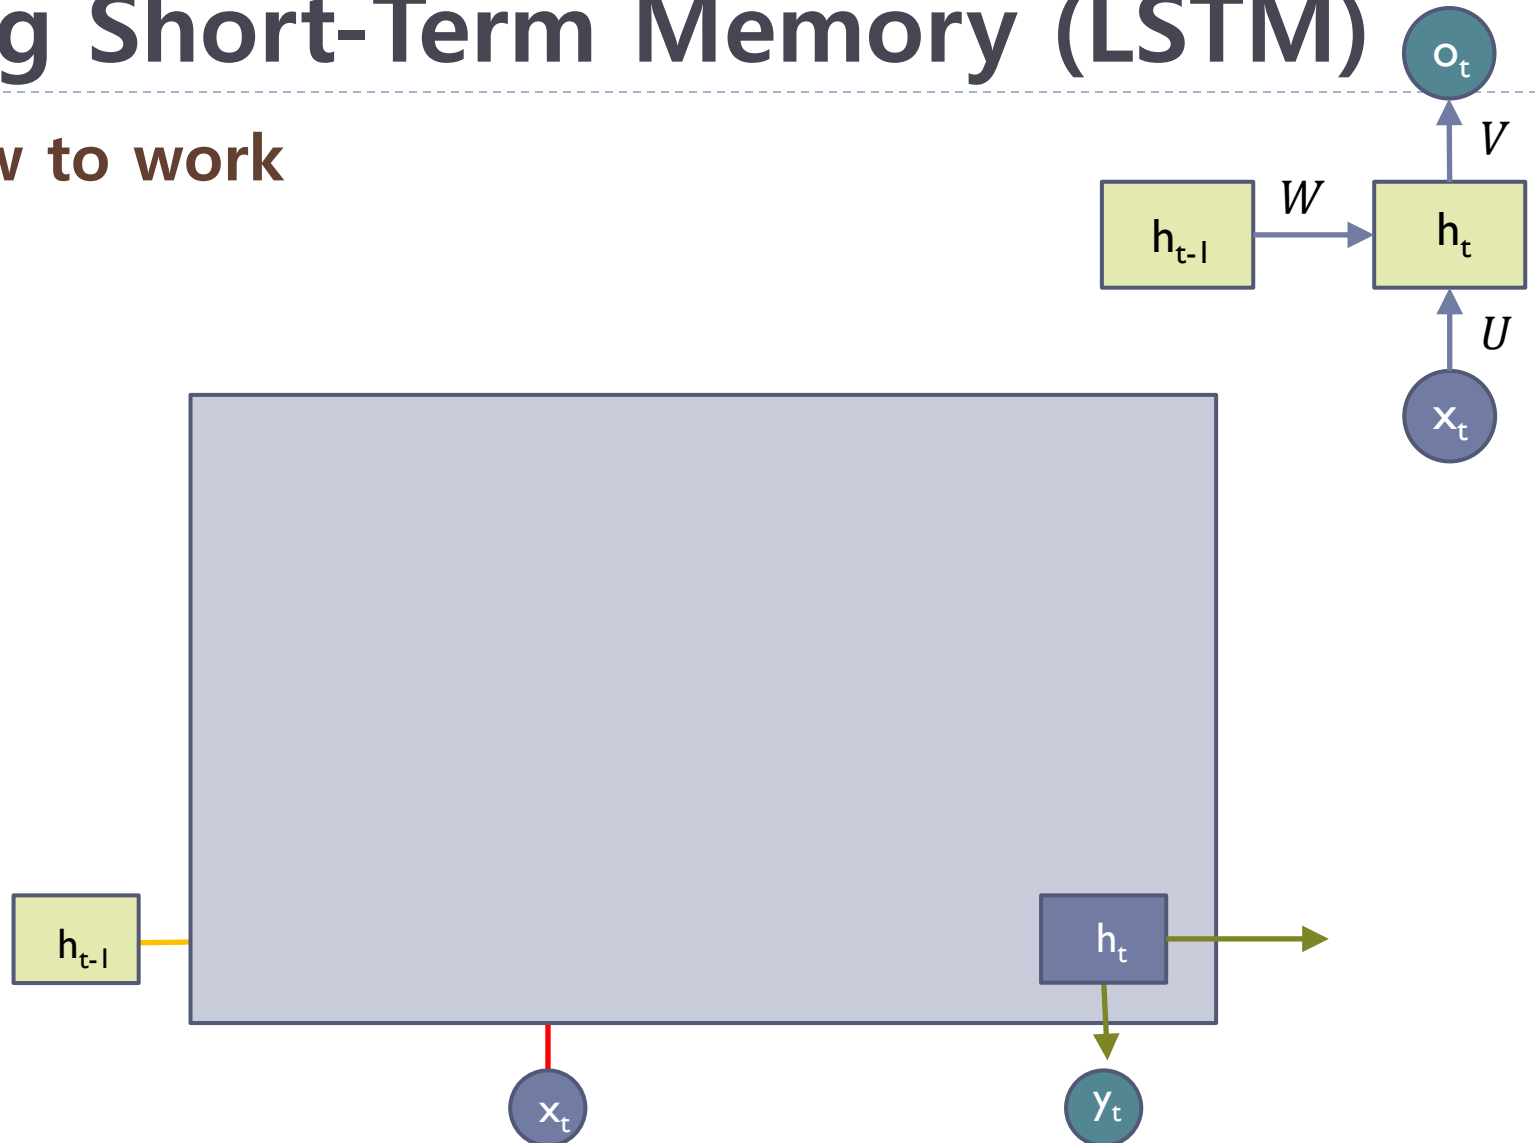 g Short-Term Memory (LSTM)
oₜ
w to work
V
hₜ₋₁
W
hₜ
U
xₜ
hₜ₋₁
hₜ
xₜ
yₜ